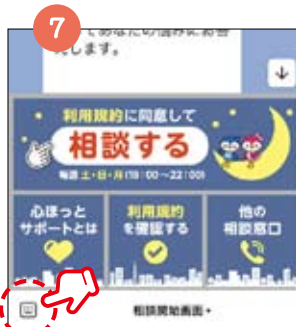 7
てあなたの悩みにお答
えします。
利用規約に同意して
相談する
毎週 土・日・月(19:00~22:00)
心ほっと
サポートとは
利用規約
を確認する
他の
相談窓口
相談開始画面